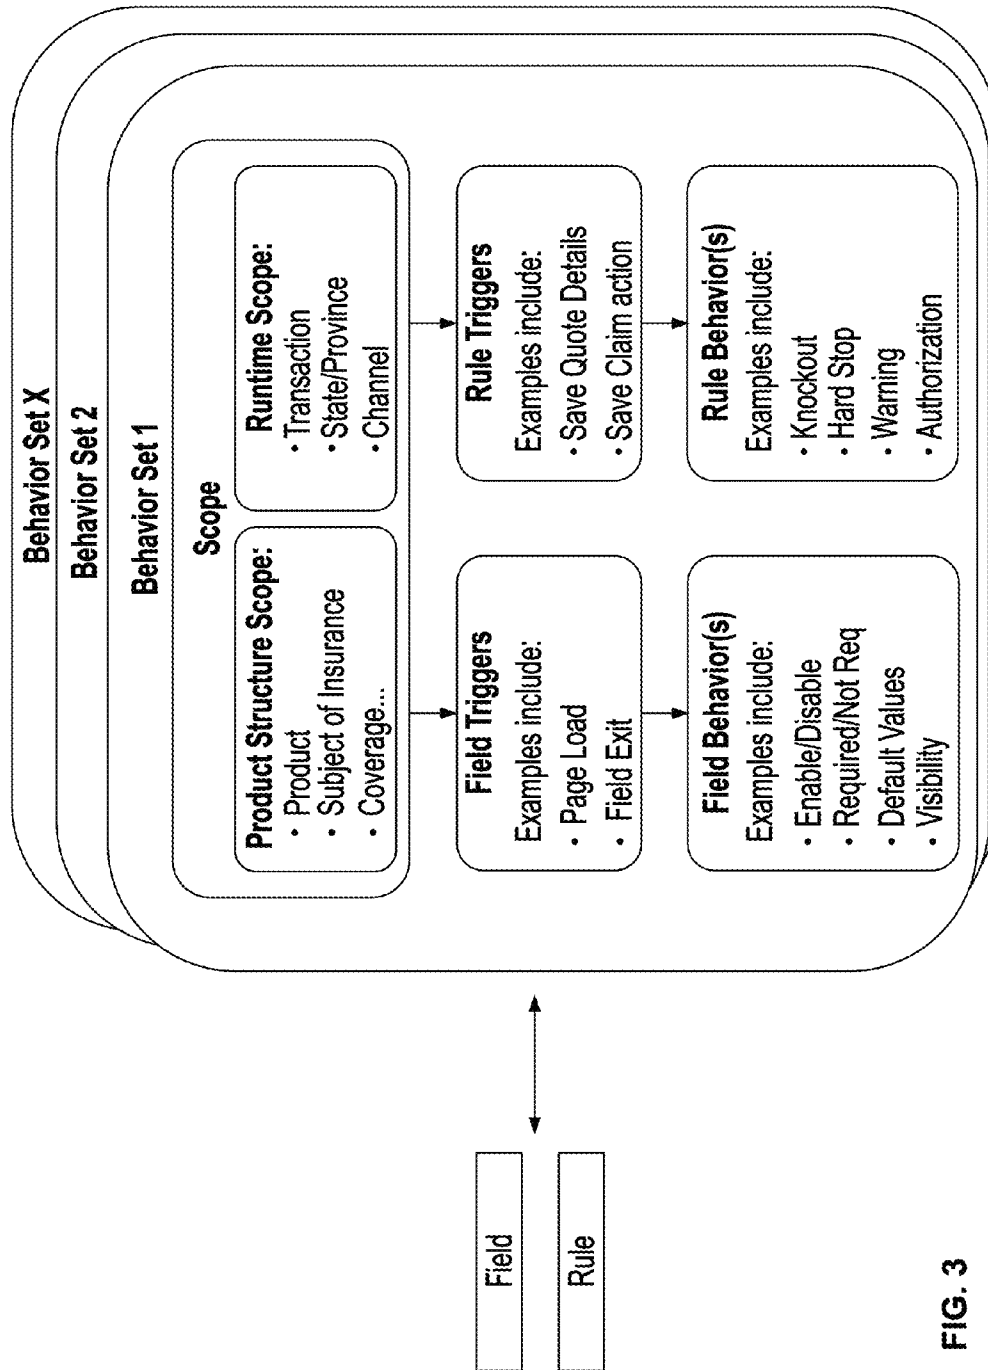 Behavior Set X
Behavior Set 2
Behavior Set 1
Scope
Product Structure Scope:
• Product
• Subject of Insurance
• Coverage...
Runtime Scope:
• Transaction
• State/Province
• Channel
Field Triggers
Examples include:
• Page Load
• Field Exit
Rule Triggers
Examples include:
• Save Quote Details
• Save Claim action
Field Behavior(s)
Examples include:
• Enable/Disable
• Required/Not Req
• Default Values
• Visibility
Rule Behavior(s)
Examples include:
• Knockout
• Hard Stop
• Warning
• Authorization
Field
Rule
FIG. 3